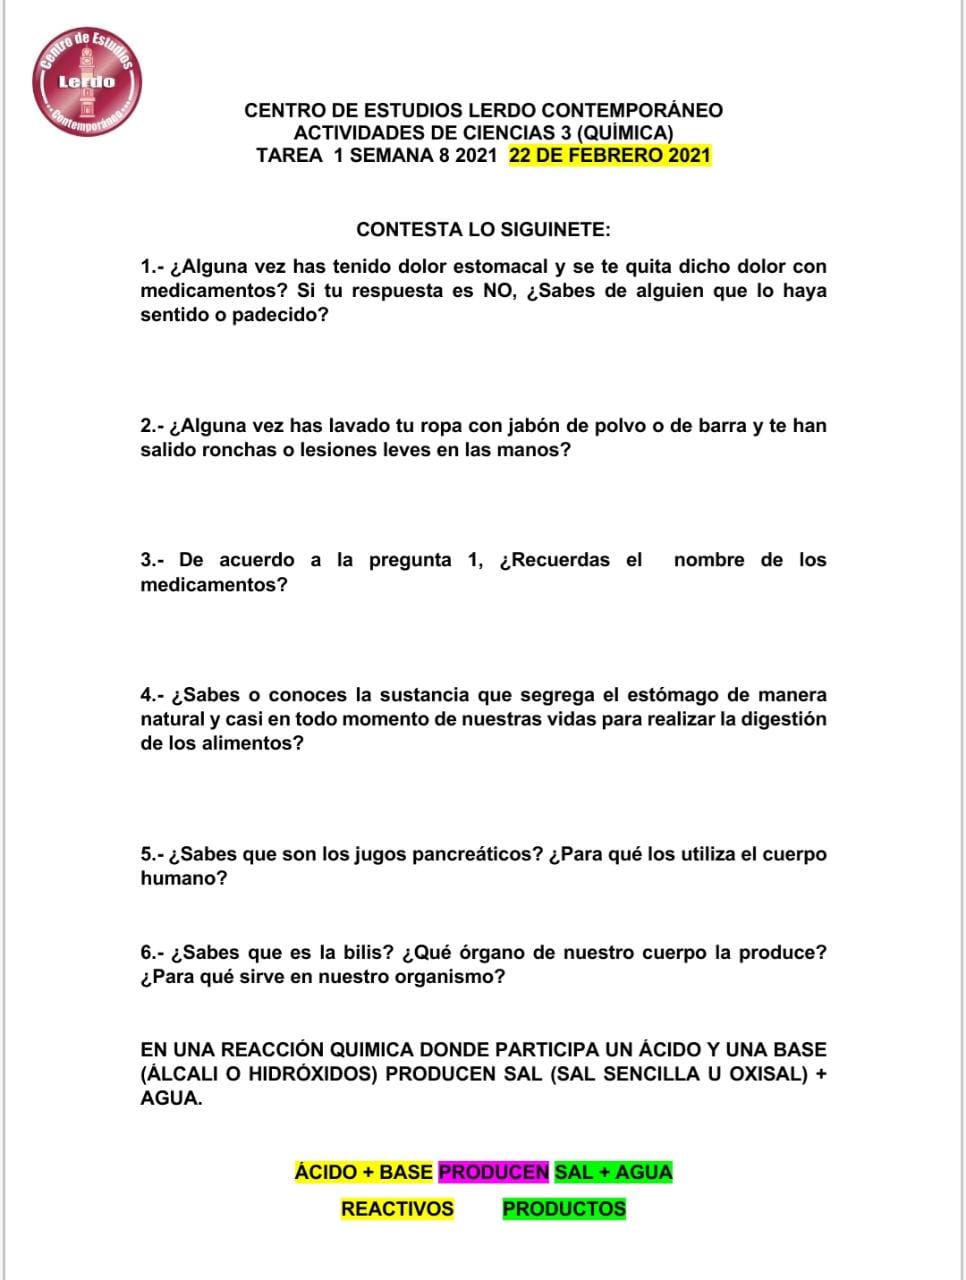 Centro de Estudios
Lerdo
Contemporáneo
CENTRO DE ESTUDIOS LERDO CONTEMPORÁNEO
ACTIVIDADES DE CIENCIAS 3 (QUÍMICA)
TAREA 1 SEMANA 8 2021 22 DE FEBRERO 2021
CONTESTA LO SIGUINETE:
1.- ¿Alguna vez has tenido dolor estomacal y se te quita dicho dolor con
medicamentos? Si tu respuesta es NO, ¿Sabes de alguien que lo haya
sentido o padecido?
2.- ¿Alguna vez has lavado tu ropa con jabón de polvo o de barra y te han
salido ronchas o lesiones leves en las manos?
3.- De acuerdo a la pregunta 1, ¿Recuerdas el nombre de los
medicamentos?
4.- ¿Sabes o conoces la sustancia que segrega el estómago de manera
natural y casi en todo momento de nuestras vidas para realizar la digestión
de los alimentos?
5.- ¿Sabes que son los jugos pancreáticos? ¿Para qué los utiliza el cuerpo
humano?
6.- ¿Sabes que es la bilis? ¿Qué órgano de nuestro cuerpo la produce?
¿Para qué sirve en nuestro organismo?
EN UNA REACCIÓN QUIMICA DONDE PARTICIPA UN ÁCIDO Y UNA BASE
(ÁLCALI O HIDRÓXIDOS) PRODUCEN SAL (SAL SENCILLA U OXISAL) +
AGUA.
ÁCIDO + BASE PRODUCEN SAL + AGUA
REACTIVOS PRODUCTOS